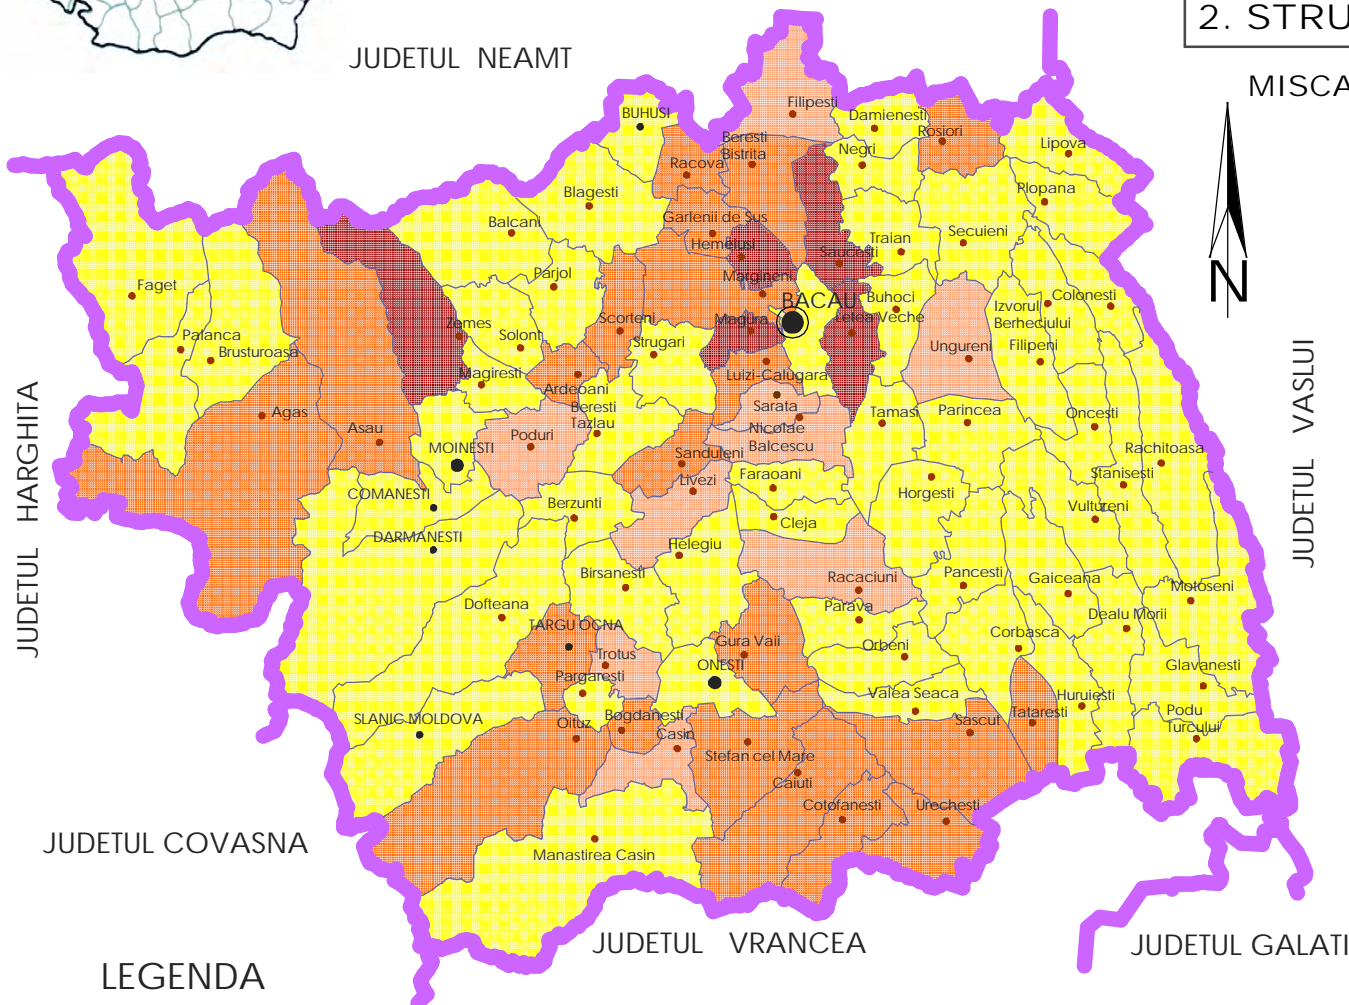 2. STRU
JUDETUL NEAMT
MISCA
Filipesti
BUHUSI
Damienesti
Rosiori
Beresti
Bistrita
Lipova
Negri
Racova
Blagesti
Plopana
Balcani
Garlenii de Sus
Hemeiusi
Traian
Secuieni
Saucesti
N
Parjol
Margineni
Faget
BACAU
Buhoci
Izvorul
Berheciului
Colonesti
Zemes
Scorteni
Magura
Letea Veche
Palanca
Brusturoasa
Solont
Strugari
Ungureni
Filipeni
Magiresti
Luizi-Calugara
Ardeoani
JUDETUL HARGHITA
JUDETUL VASLUI
Agas
Asau
Beresti
Tazlau
Sarata
Tamasi
Parincea
Oncesti
Poduri
Nicolae
Balcescu
MOINESTI
Sanduleni
Rachitoasa
Livezi
Faraoani
Stanisesti
COMANESTI
Horgesti
Berzunti
Vultureni
Cleja
DARMANESTI
Helegiu
Birsanesti
Racaciuni
Pancesti
Gaiceana
Motoseni
Dofteana
Parava
Dealu Morii
TARGU OCNA
Gura Vaii
Orbeni
Corbasca
Trotus
ONESTI
Glavanesti
Pargaresti
Valea Seaca
Huruiesti
SLANIC MOLDOVA
Oituz
Bogdanesti
Sascut
Tataresti
Podu
Turcului
Casin
Stefan cel Mare
Caiuti
Cotofanesti
Urechesti
JUDETUL COVASNA
Manastirea Casin
JUDETUL VRANCEA
JUDETUL GALATI
LEGENDA